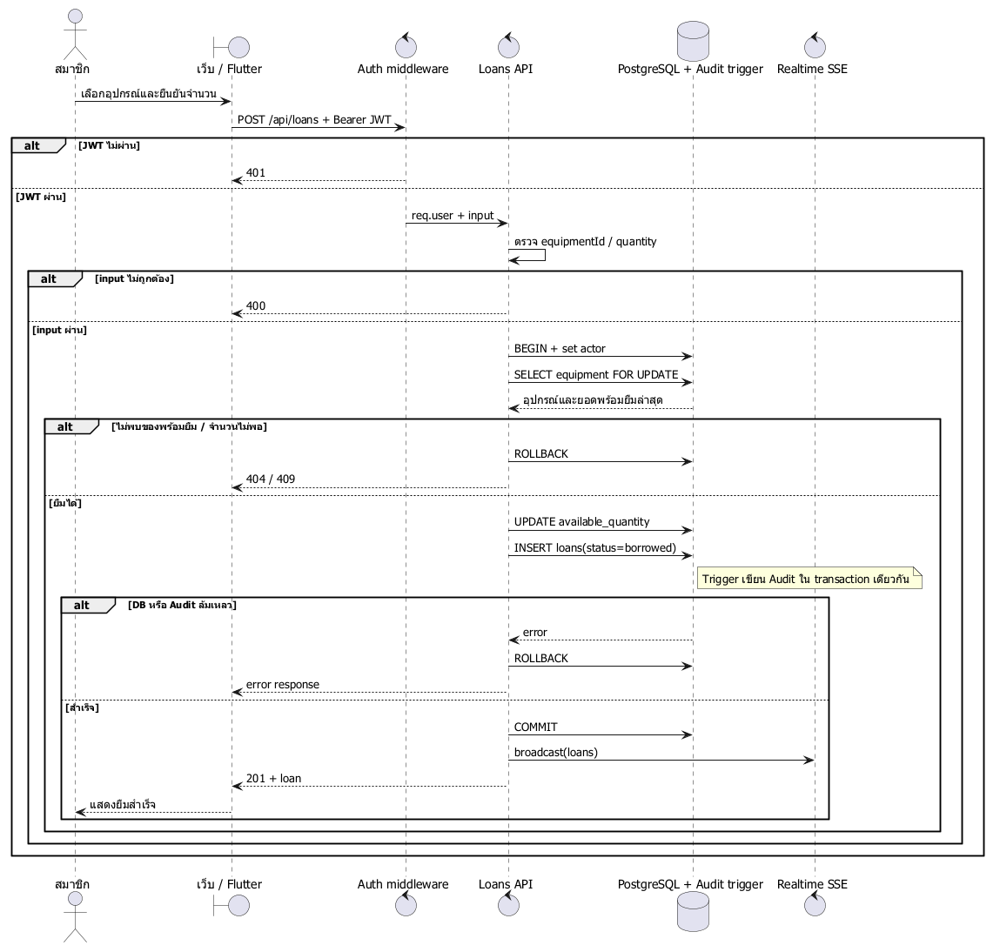 สมาชิก
เว็บ / Flutter
Auth middleware
Loans API
PostgreSQL + Audit trigger
Realtime SSE
เลือกอุปกรณ์และยืนยันจำนวน
POST /api/loans + Bearer JWT
alt
[JWT ไม่ผ่าน]
401
[JWT ผ่าน]
req.user + input
ตรวจ equipmentId / quantity
alt
[input ไม่ถูกต้อง]
400
[input ผ่าน]
BEGIN + set actor
SELECT equipment FOR UPDATE
อุปกรณ์และยอดพร้อมยืมล่าสุด
alt
[ไม่พบของพร้อมยืม / จำนวนไม่พอ]
ROLLBACK
404 / 409
[ยืมได้]
UPDATE available_quantity
INSERT loans(status=borrowed)
Trigger เขียน Audit ใน transaction เดียวกัน
alt
[DB หรือ Audit ล้มเหลว]
error
ROLLBACK
error response
[สำเร็จ]
COMMIT
broadcast(loans)
201 + loan
แสดงยืมสำเร็จ
สมาชิก
เว็บ / Flutter
Auth middleware
Loans API
PostgreSQL + Audit trigger
Realtime SSE